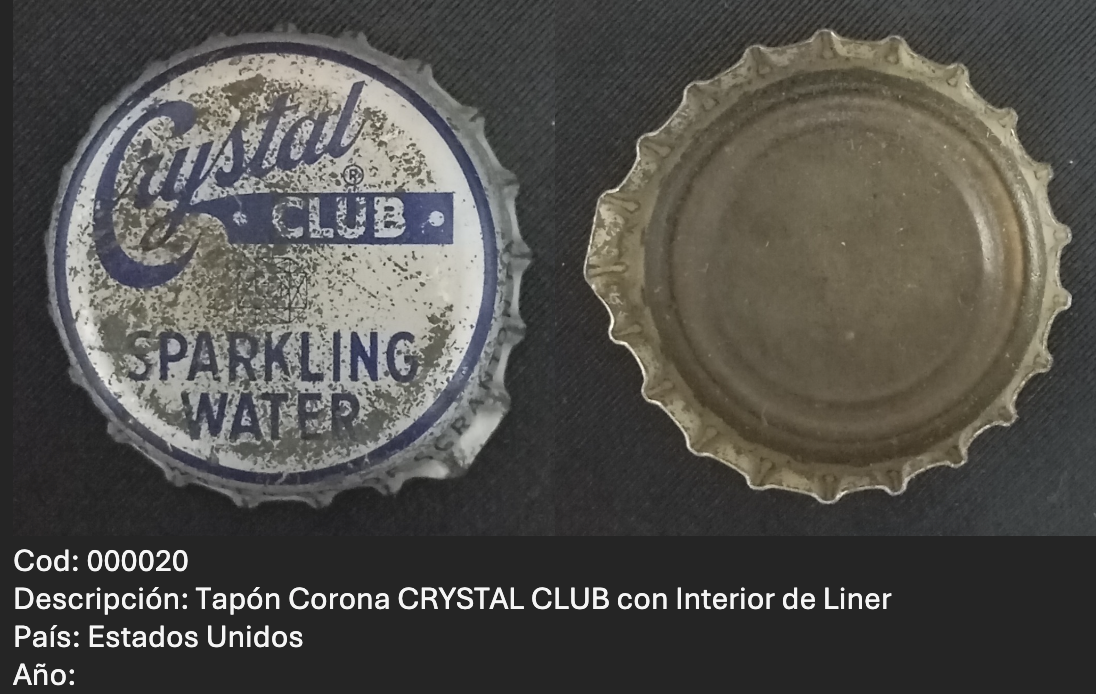 Crystal
®
CLUB
SPARKLING
WATER
Cod: 000020
Descripción: Tapón Corona CRYSTAL CLUB con Interior de Liner
País: Estados Unidos
Año: